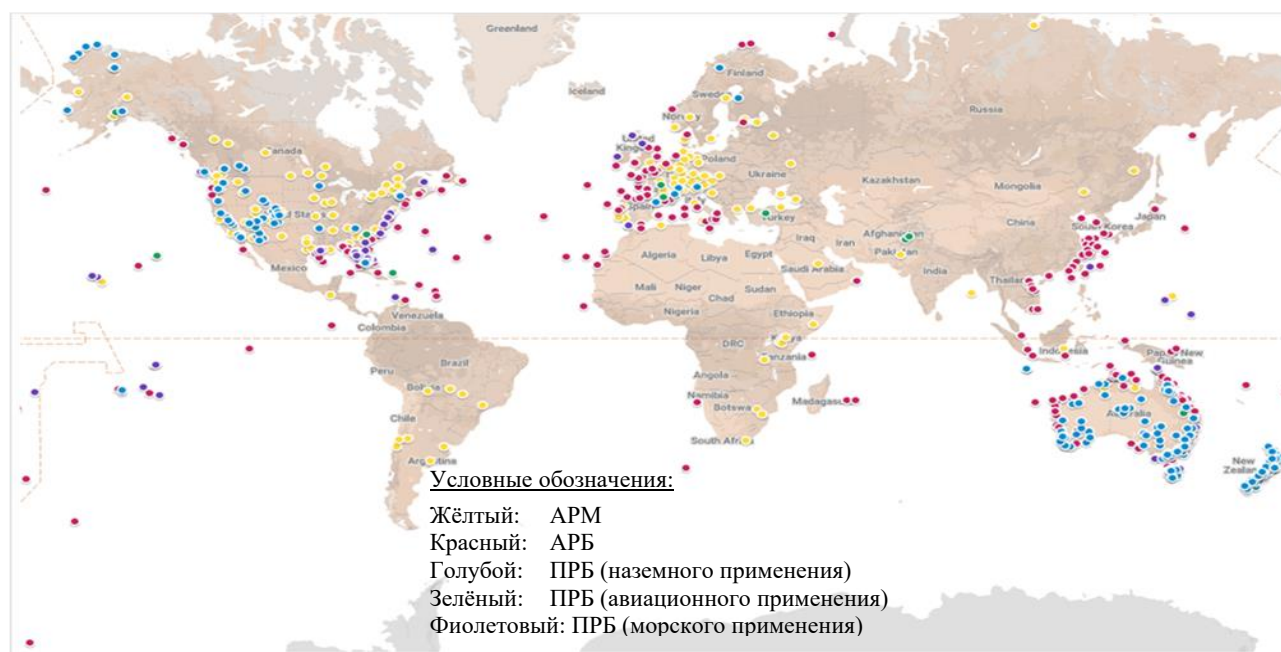 Greenland
Iceland
Finland
Swed
Norway
Russia
Canada
United
Kingdom
Poland
Ukraine
Kazakhstan
Mongolia
United States
Spain
Italy
Turkey
China
South Korea
Japan
Afghanistan
Iraq
Iran
Pakistan
Algeria
Libya
Egypt
Saudi Arabia
Mexico
India
Thailand
Mali
Niger
Chad
Sudan
Nigeria
Ethiopia
Venezuela
Colombia
DRC
Kenya
Tanzania
Indonesia
Papua New
Guinea
Peru
Brazil
Bolivia
Angola
Namibia
Botswa
Madagascar
Chile
Australia
South Africa
Argentina
New
Zealand
Условные обозначения:
Жёлтый: АРМ
Красный: АРБ
Голубой: ПРБ (наземного применения)
Зелёный: ПРБ (авиационного применения)
Фиолетовый: ПРБ (морского применения)